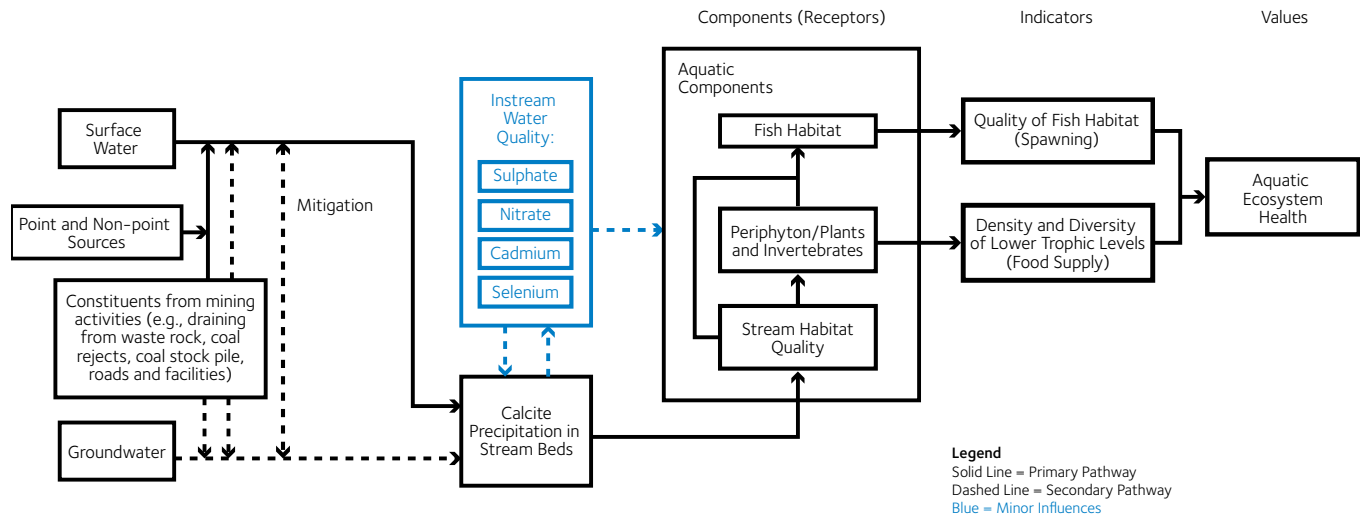 Components (Receptors)
Indicators
Values
Surface
Water
Point and Non-point
Sources
Constituents from mining
activities (e.g., draining
from waste rock, coal
rejects, coal stock pile,
roads and facilities)
Groundwater
Mitigation
Instream
Water
Quality:
Sulphate
Nitrate
Cadmium
Selenium
Calcite
Precipitation in
Stream Beds
Aquatic
Components
Fish Habitat
Periphyton/Plants
and Invertebrates
Stream Habitat
Quality
Quality of Fish Habitat
(Spawning)
Density and Diversity
of Lower Trophic Levels
(Food Supply)
Aquatic
Ecosystem
Health
Legend
Solid Line = Primary Pathway
Dashed Line = Secondary Pathway
Blue = Minor Influences